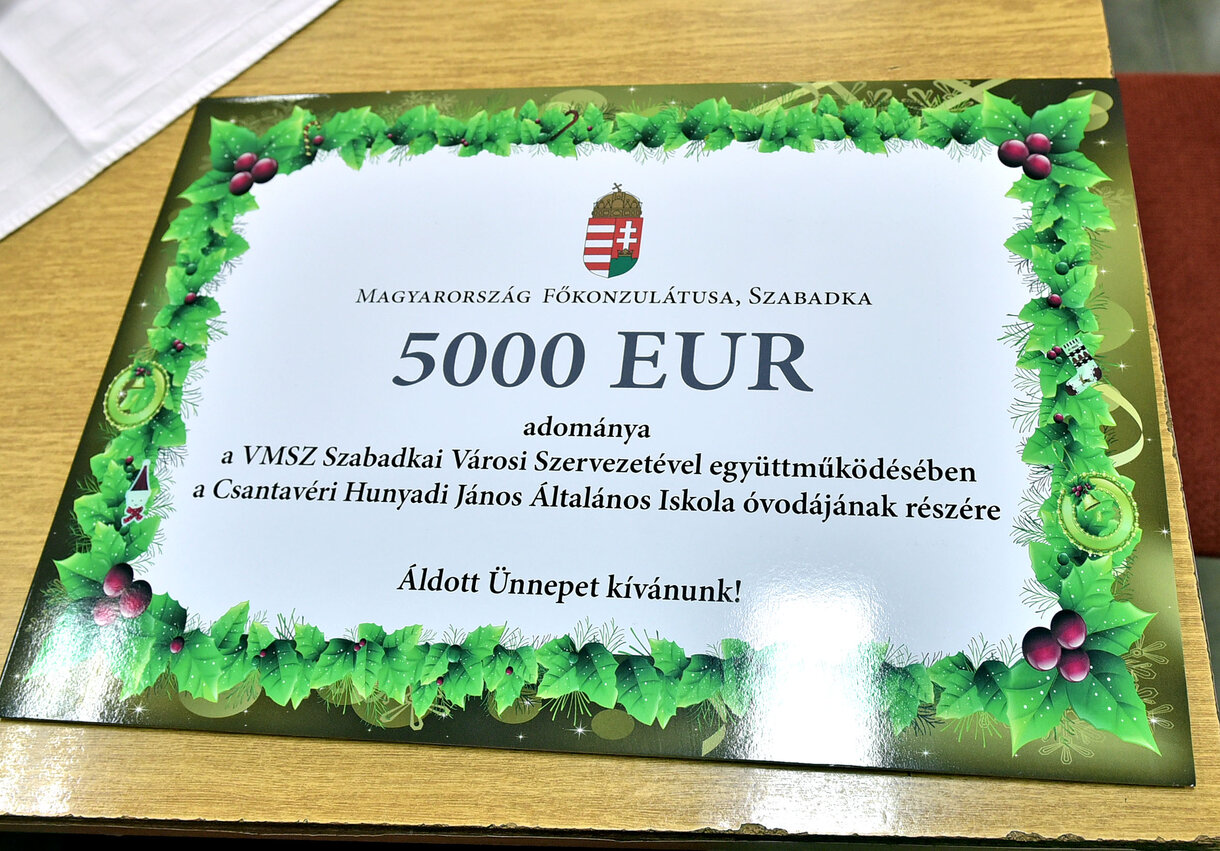 Magyarország Főkonzulátusa, Szabadka
5000 EUR
adománya
a VMSZ Szabadkai Városi Szervezetével együttműködésében
a Csantavéri Hunyadi János Általános Iskola óvodájának részére
Áldott Ünnepet kívánunk!